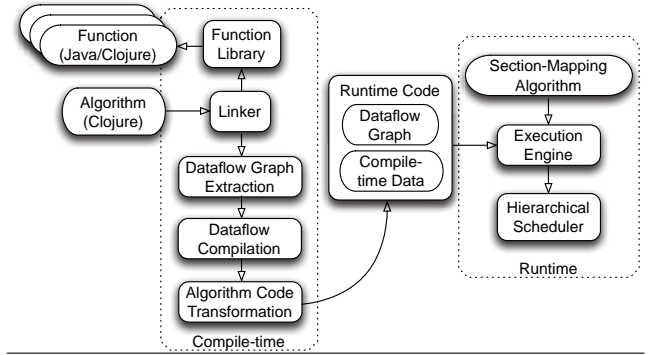 Function
(Java/Clojure)
Function
Library
Algorithm
(Clojure)
Linker
Dataflow Graph
Extraction
Dataflow
Compilation
Algorithm Code
Transformation
Compile-time
Runtime Code
Dataflow
Graph
Compile-
time Data
Section-Mapping
Algorithm
Execution
Engine
Hierarchical
Scheduler
Runtime